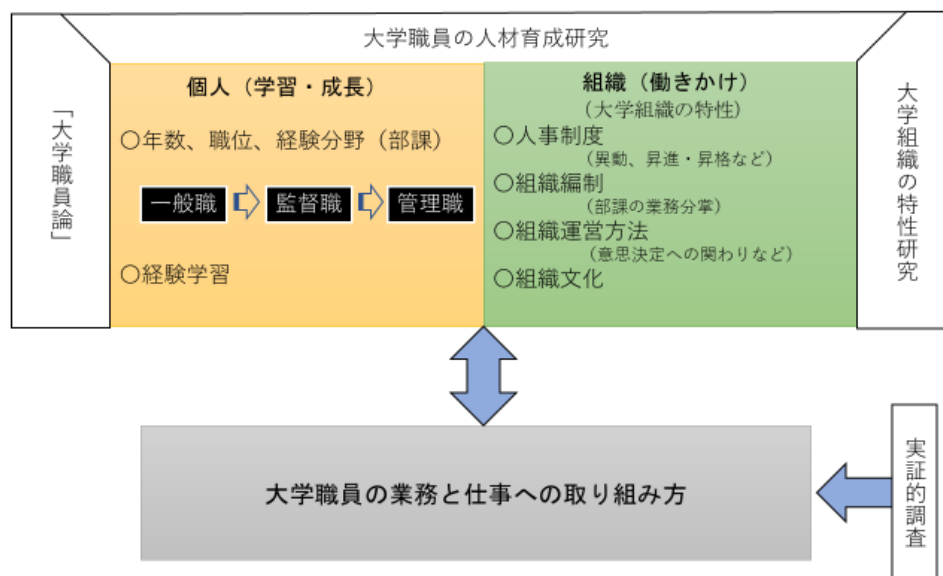 大学職員の人材育成研究
「大学職員論」
個人（学習・成長）
○年数、職位、経験分野（部課）
一般職
監督職
管理職
○経験学習
組織（働きかけ）
（大学組織の特性）
○人事制度
（異動、昇進・昇格など）
○組織編制
（部課の業務分掌）
○組織運営方法
（意思決定への関わりなど）
○組織文化
大学組織の特性研究
大学職員の業務と仕事への取り組み方
実証的調査